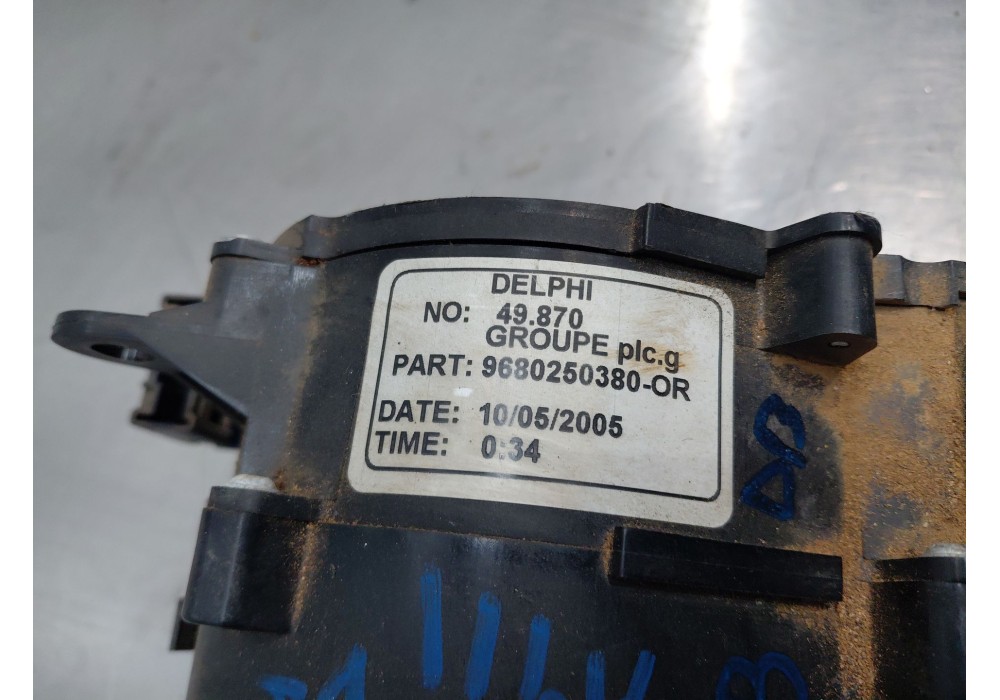 DELPHI
NO: 49.870
GROUPE plc.g
PART: 9680250380-OR
DATE: 10/05/2005
TIME: 0:34